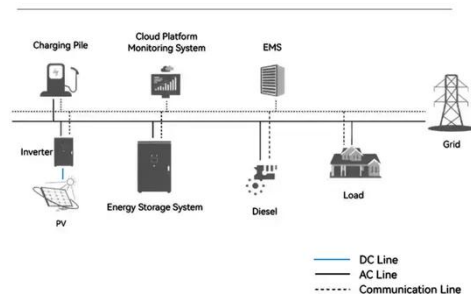 Charging Pile
Cloud Platform
Monitoring System
EMS
Grid
Inverter
PV
Energy Storage System
Diesel
Load
DC Line
AC Line
Communication Line